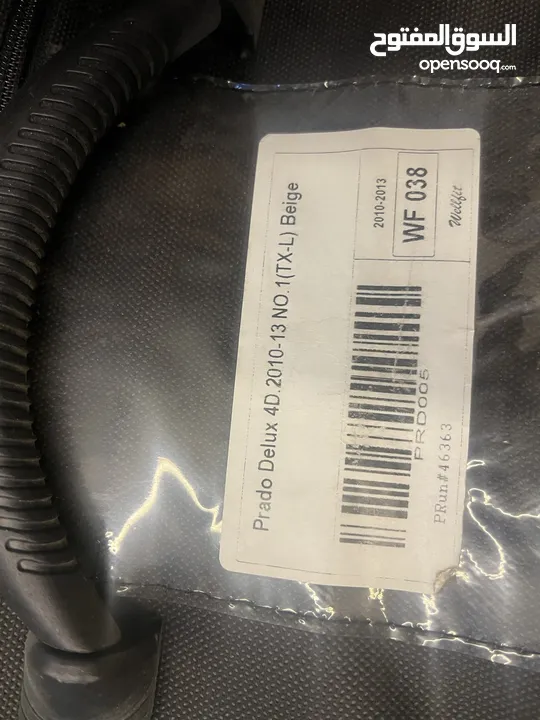 السوق المفتوح
opensooq.com
Prado Delux 4D.2010-13 NO.1(TX-L) Beige
2010-2013
WF 038
Wellfit
PRD005
PRun#46363